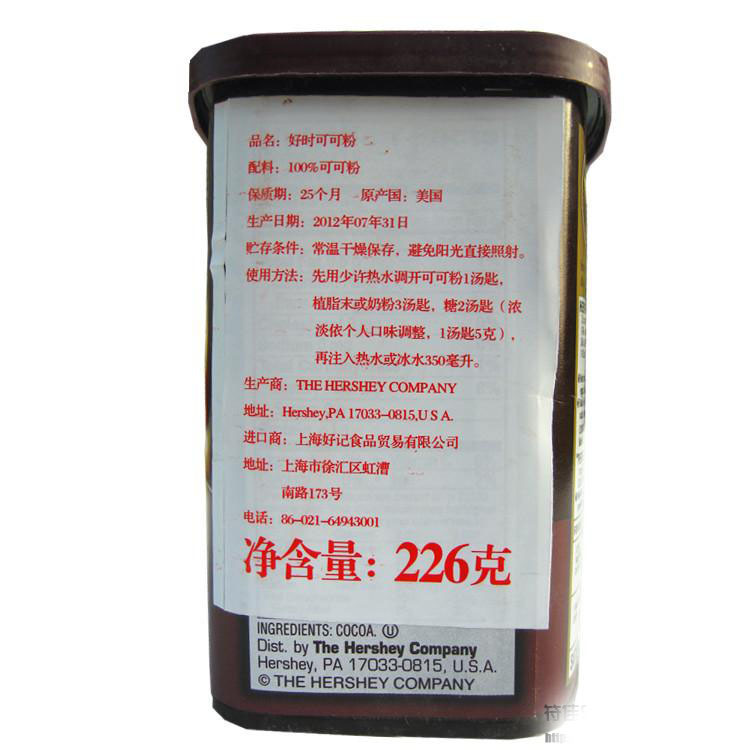 品名：好时可可粉
配料：100%可可粉
保质期：25个月 原产国：美国
生产日期：2012年07年31日
贮存条件：常温干燥保存，避免阳光直接照射。
使用方法：先用少许热水调开可可粉1汤匙，
植脂末或奶粉3汤匙，糖2汤匙（浓
淡依个人口味调整，1汤匙5克），
再注入热水或冰水350毫升。
生产商：THE HERSHEY COMPANY
地址：Hershey,PA 17033-0815,U S A.
进口商：上海好记食品贸易有限公司
地址：上海市徐汇区虹漕
南路173号
电话：86-021-64943001
净含量：226克
INGREDIENTS: COCOA. Ⓤ
Dist. by The Hershey Company
Hershey, PA 17033-0815, U.S.A.
© THE HERSHEY COMPANY